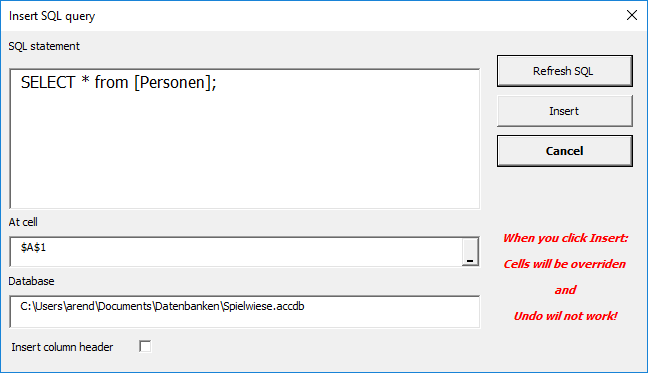 Insert SQL query
SQL statement
SELECT * from [Personen];
Refresh SQL
Insert
Cancel
At cell
$A$1
When you click Insert:
Cells will be overriden
and
Undo wil not work!
Database
C:\Users\arend\Documents\Datenbanken\Spielwiese.accdb
Insert column header